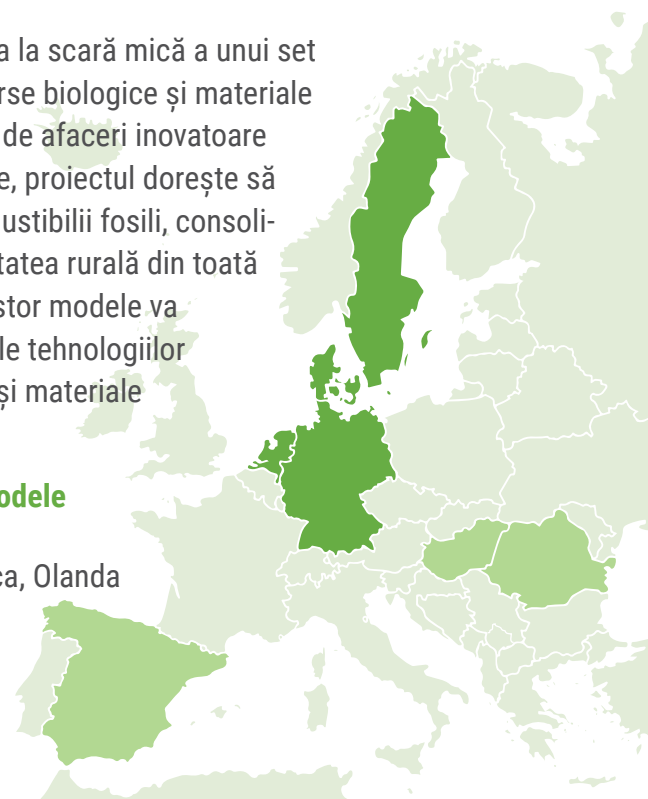 a la scară mică a unui set
rse biologice și materiale
de afaceri inovatoare
e, proiectul dorește să
ustibilii fosili, consoli-
tatea rurală din toată
stor modele va
le tehnologiilor
și materiale
odele
ca, Olanda